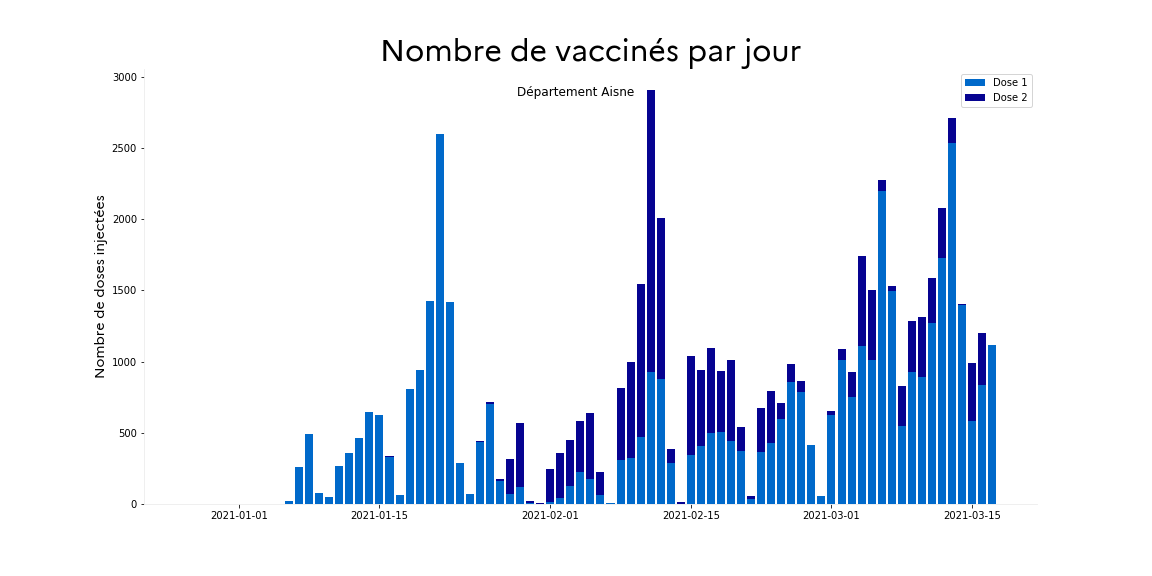 Nombre de vaccinés par jour
Département Aisne
Dose 1
Dose 2
Nombre de doses injectées
3000
2500
2000
1500
1000
500
0
2021-01-01
2021-01-15
2021-02-01
2021-02-15
2021-03-01
2021-03-15